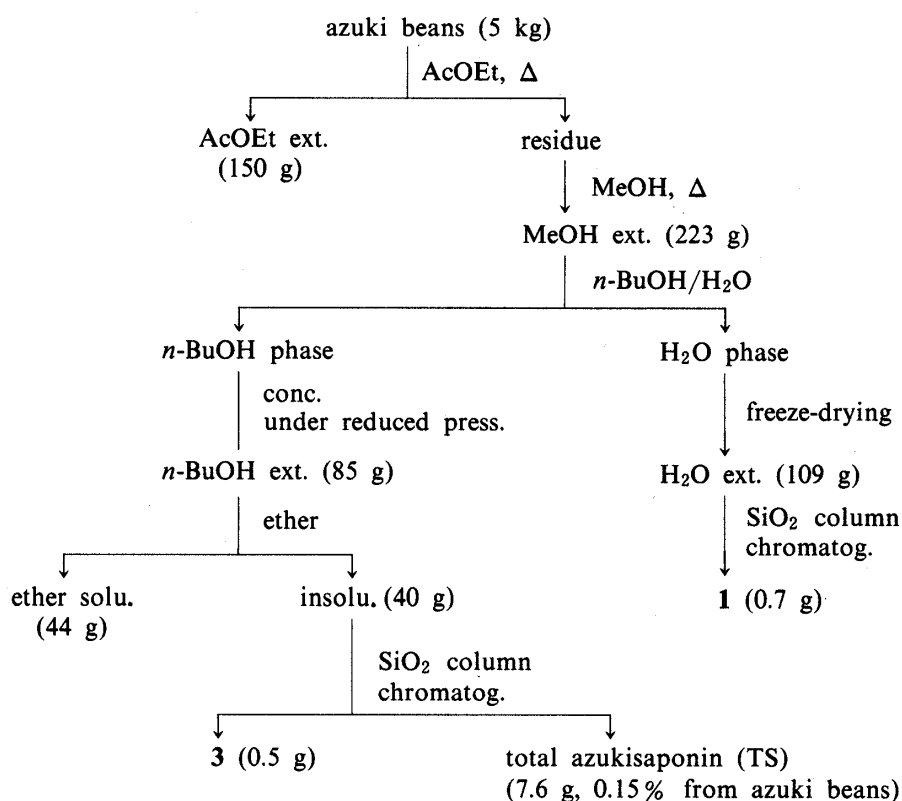 azuki beans (5 kg)
AcOEt, Δ
AcOEt ext.
(150 g)
residue
MeOH, Δ
MeOH ext. (223 g)
n-BuOH/H₂O
n-BuOH phase
H₂O phase
conc.
under reduced press.
freeze-drying
n-BuOH ext. (85 g)
H₂O ext. (109 g)
ether
SiO₂ column
chromatog.
ether solu.
(44 g)
insolu. (40 g)
1 (0.7 g)
SiO₂ column
chromatog.
3 (0.5 g)
total azukisaponin (TS)
(7.6 g, 0.15% from azuki beans)